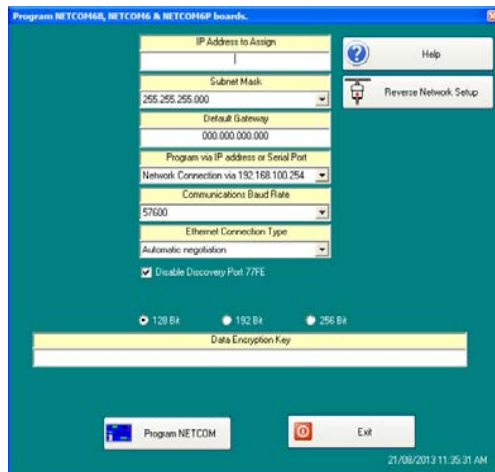 Program NETCOM6B, NETCOM6 & NETCOM6P boards.
IP Address to Assign
Help
Subnet Mask
255.255.255.000
Reverse Network Setup
Default Gateway
000.000.000.000
Program via IP address or Serial Port
Network Connection via 192.168.100.254
Communications Baud Rate
57600
Ethernet Connection Type
Automatic negotiation
Disable Discovery Port 77FE
128 Bit 192 Bit 256 Bit
Data Encryption Key
Program NETCOM
Exit
21/08/2013 11:35:31 AM